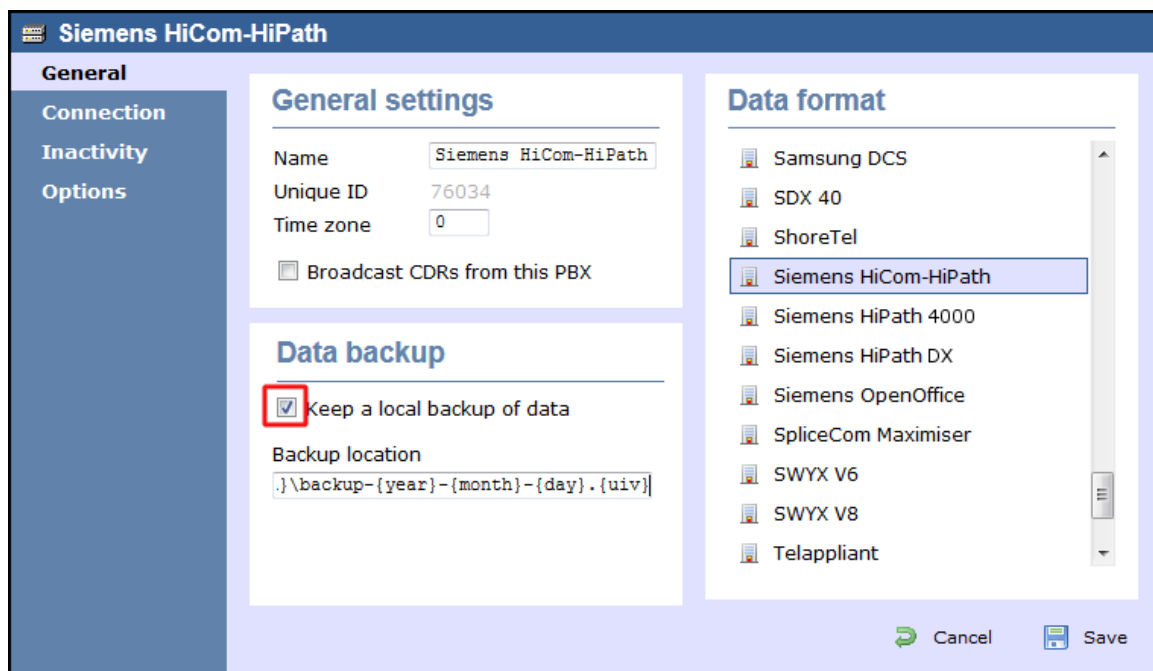 Siemens HiCom-HiPath
General
Connection
Inactivity
Options
General settings
Name Siemens HiCom-HiPath
Unique ID 76034
Time zone 0
Broadcast CDRs from this PBX
Data backup
Keep a local backup of data
Backup location
.}\backup-{year}-{month}-{day}.{uiv}
Data format
Samsung DCS
SDX 40
ShoreTel
Siemens HiCom-HiPath
Siemens HiPath 4000
Siemens HiPath DX
Siemens OpenOffice
SpliceCom Maximiser
SWYX V6
SWYX V8
Telappliant
Cancel Save